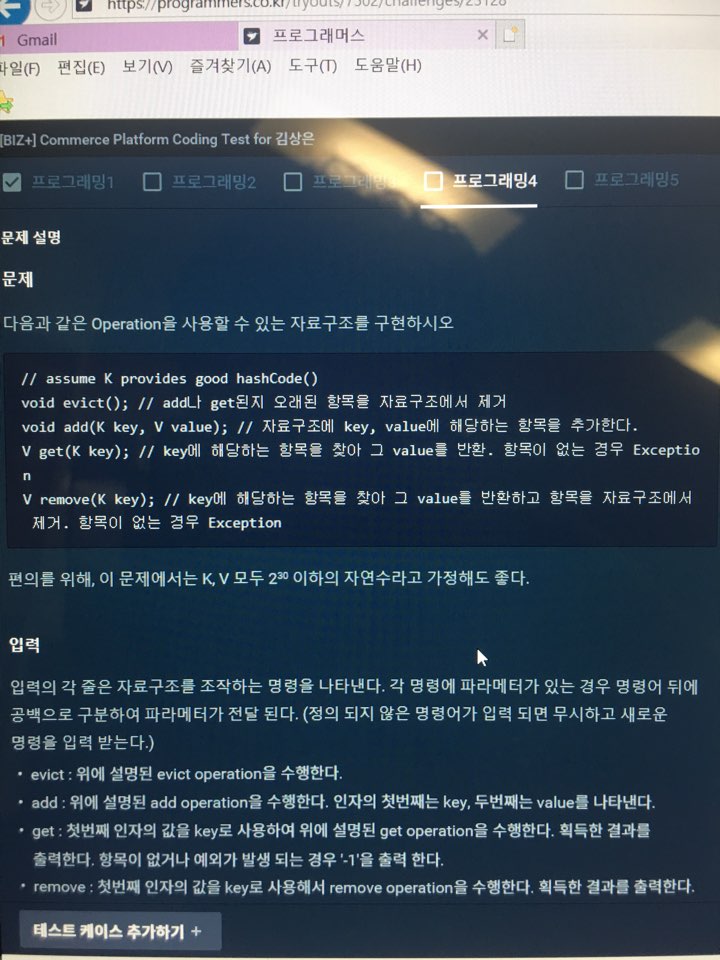 https://programmers.co.kr/tryouts/7502/challenges/25128
Gmail
프로그래머스
파일(F) 편집(E) 보기(V) 즐겨찾기(A) 도구(T) 도움말(H)
[BIZ+] Commerce Platform Coding Test for 김상은
프로그래밍1 프로그래밍2 프로그래밍3 프로그래밍4 프로그래밍5
문제 설명
문제
다음과 같은 Operation을 사용할 수 있는 자료구조를 구현하시오
// assume K provides good hashCode()
void evict(); // add나 get된지 오래된 항목을 자료구조에서 제거
void add(K key, V value); // 자료구조에 key, value에 해당하는 항목을 추가한다.
V get(K key); // key에 해당하는 항목을 찾아 그 value를 반환. 항목이 없는 경우 Exceptio
n
V remove(K key); // key에 해당하는 항목을 찾아 그 value를 반환하고 항목을 자료구조에서
제거. 항목이 없는 경우 Exception
편의를 위해, 이 문제에서는 K, V 모두 2³⁰ 이하의 자연수라고 가정해도 좋다.
입력
입력의 각 줄은 자료구조를 조작하는 명령을 나타낸다. 각 명령에 파라메터가 있는 경우 명령어 뒤에
공백으로 구분하여 파라메터가 전달 된다. (정의 되지 않은 명령어가 입력 되면 무시하고 새로운
명령을 입력 받는다.)
• evict : 위에 설명된 evict operation을 수행한다.
• add : 위에 설명된 add operation을 수행한다. 인자의 첫번째는 key, 두번째는 value를 나타낸다.
• get : 첫번째 인자의 값을 key로 사용하여 위에 설명된 get operation을 수행한다. 획득한 결과를
출력한다. 항목이 없거나 예외가 발생 되는 경우 '-1'을 출력 한다.
• remove : 첫번째 인자의 값을 key로 사용해서 remove operation을 수행한다. 획득한 결과를 출력한다.
테스트 케이스 추가하기 +